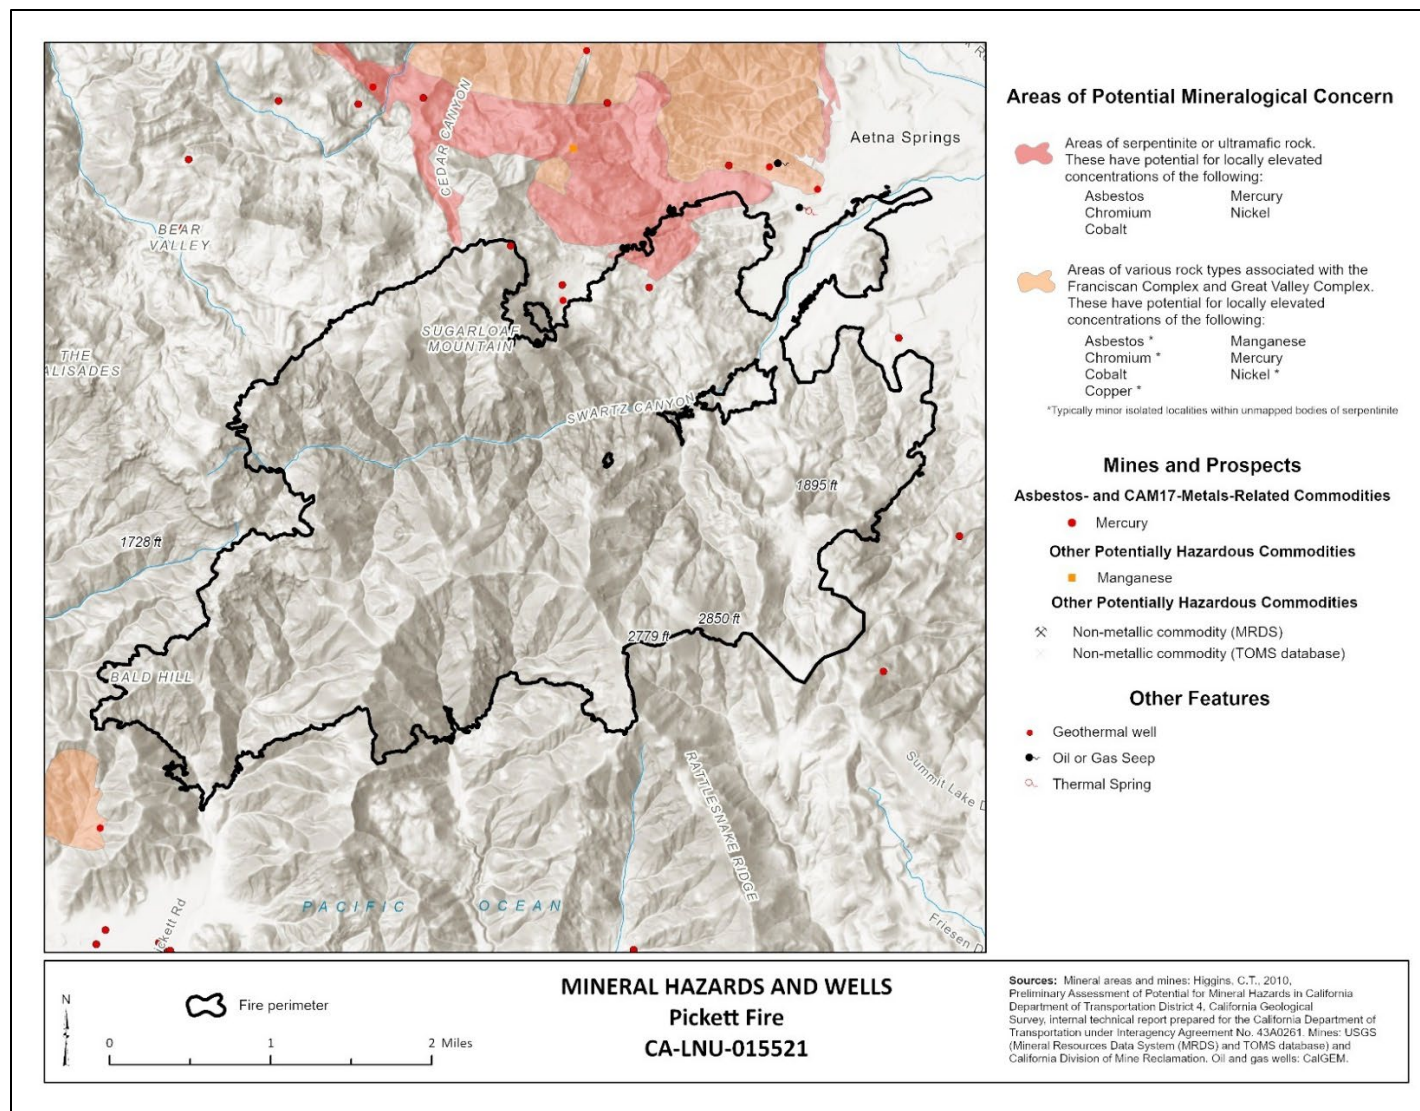 Aetna Springs
CEDAR CANYON
BEAR
VALLEY
SUGARLOAF
MOUNTAIN
THE
ALISADES
SWARTZ CANYON
1895 ft
1728 ft
2850 ft
2779 ft
BALD HILL
RATTLESNAKE RIDGE
Summit Lake D
PACIFIC OCEAN
ickett Rd
Friesen D
Areas of Potential Mineralogical Concern
Areas of serpentinite or ultramafic rock.
These have potential for locally elevated
concentrations of the following:
Asbestos Mercury
Chromium Nickel
Cobalt
Areas of various rock types associated with the
Franciscan Complex and Great Valley Complex.
These have potential for locally elevated
concentrations of the following:
Asbestos * Manganese
Chromium * Mercury
Cobalt Nickel *
Copper *
*Typically minor isolated localities within unmapped bodies of serpentinite
Mines and Prospects
Asbestos- and CAM17-Metals-Related Commodities
Mercury
Other Potentially Hazardous Commodities
Manganese
Other Potentially Hazardous Commodities
Non-metallic commodity (MRDS)
Non-metallic commodity (TOMS database)
Other Features
Geothermal well
Oil or Gas Seep
Thermal Spring
N
Fire perimeter
0 1 2 Miles
MINERAL HAZARDS AND WELLS
Pickett Fire
CA-LNU-015521
Sources: Mineral areas and mines: Higgins, C.T., 2010,
Preliminary Assessment of Potential for Mineral Hazards in California
Department of Transportation District 4. California Geological
Survey, internal technical report prepared for the California Department of
Transportation under Interagency Agreement No. 43A0261. Mines: USGS
(Mineral Resources Data System (MRDS) and TOMS database) and
California Division of Mine Reclamation. Oil and gas wells: CalGEM.